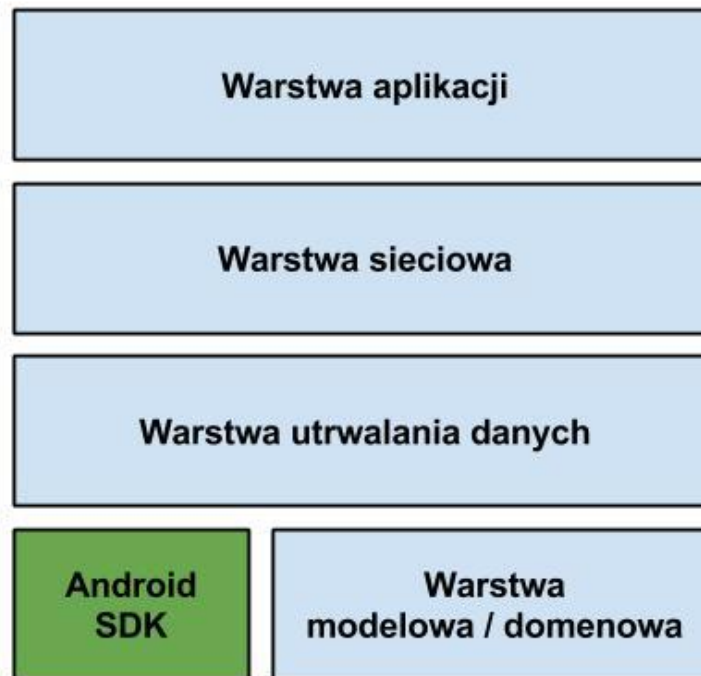 Warstwa aplikacji
Warstwa sieciowa
Warstwa utrwalania danych
Android
SDK
Warstwa
modelowa / domenowa